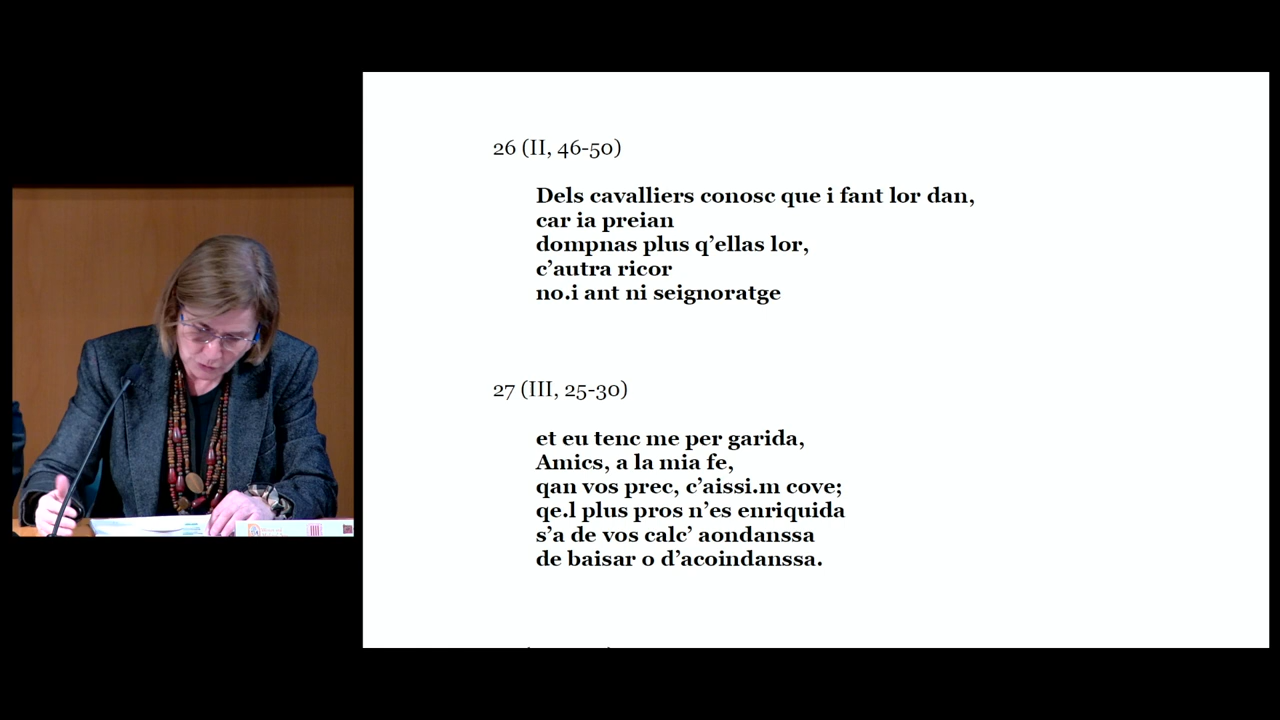 26 (II, 46-50)
Dels cavalliers conosc que i fant lor dan,
car ia preian
dompnas plus q’ellas lor,
c’autra ricor
no.i ant ni seignoratge
27 (III, 25-30)
et eu tenc me per garida,
Amics, a la mia fe,
qan vos prec, c’aissi.m cove;
qe.l plus pros n’es enriquida
s’a de vos calc’ aondanssa
de baisar o d’acoindanssa.